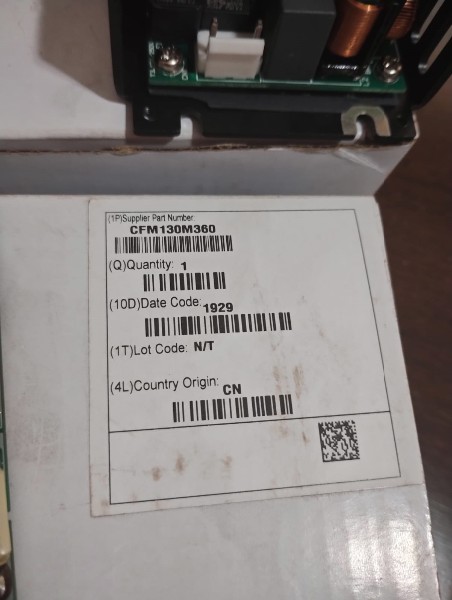 (1P)Supplier Part Number:
CFM130M360
(Q)Quantity: 1
(10D)Date Code: 1929
(1T)Lot Code: N/T
(4L)Country Origin: CN